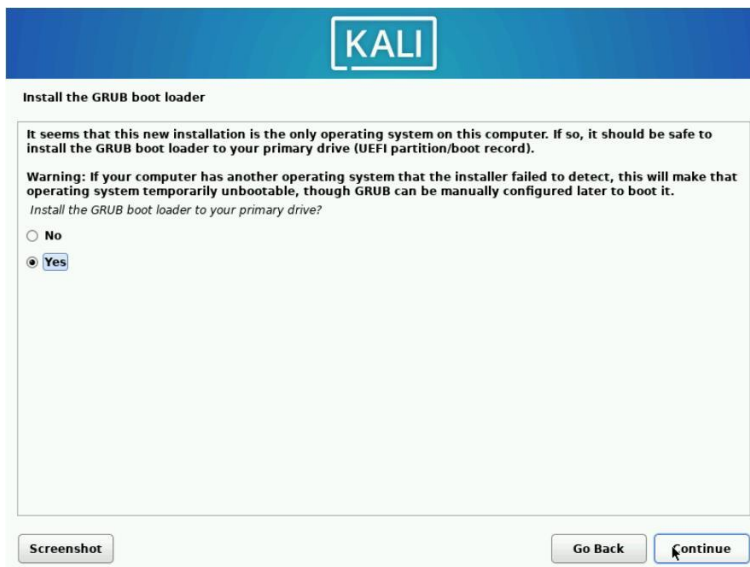 KALI
Install the GRUB boot loader
It seems that this new installation is the only operating system on this computer. If so, it should be safe to
install the GRUB boot loader to your primary drive (UEFI partition/boot record).
Warning: If your computer has another operating system that the installer failed to detect, this will make that
operating system temporarily unbootable, though GRUB can be manually configured later to boot it.
Install the GRUB boot loader to your primary drive?
No
Yes
Screenshot
Go Back
Continue